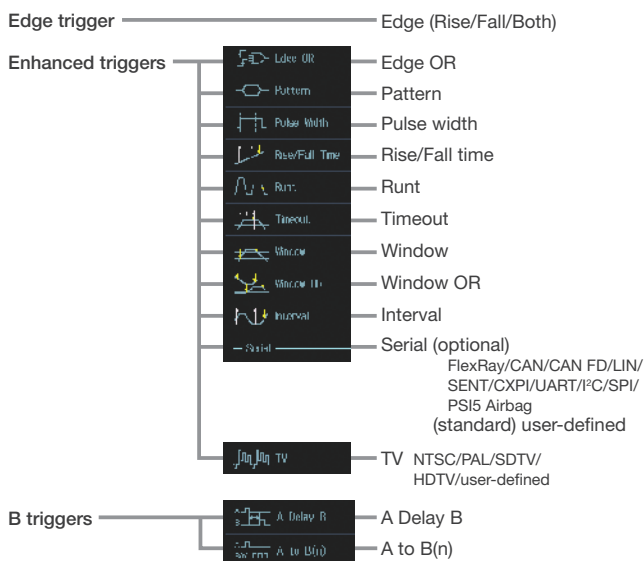 Edge trigger Edge (Rise/Fall/Both)
Enhanced triggers Edge OR Edge OR
Pattern Pattern
Pulse Width Pulse width
Rise/Fall Time Rise/Fall time
Runt Runt
Timeout Timeout
Window Window
Window OR Window OR
Interval Interval
Serial Serial (optional)
FlexRay/CAN/CAN FD/LIN/
SENT/CXPI/UART/I²C/SPI/
PSI5 Airbag
(standard) user-defined
TV TV NTSC/PAL/SDTV/
HDTV/user-defined
B triggers A Delay B A Delay B
A to B(n) A to B(n)